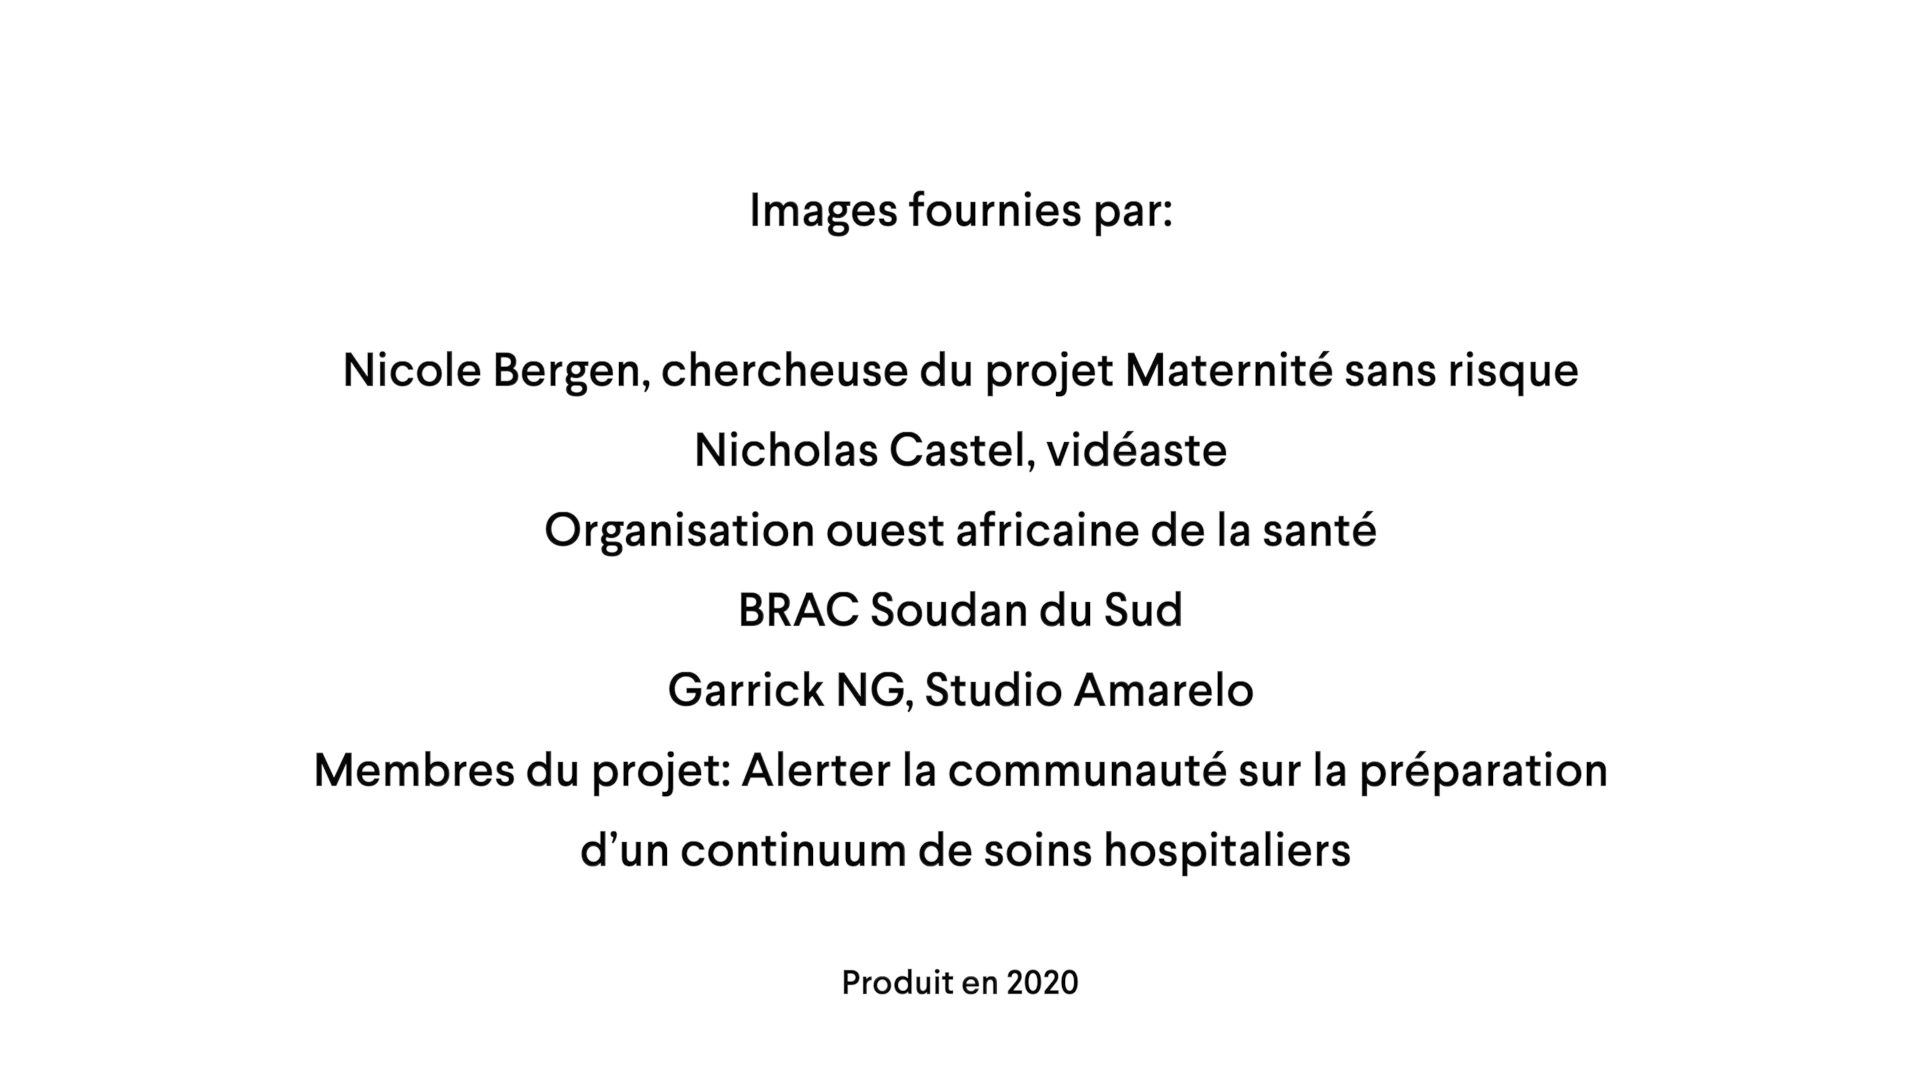 Images fournies par:
Nicole Bergen, chercheuse du projet Maternité sans risque
Nicholas Castel, vidéaste
Organisation ouest africaine de la santé
BRAC Soudan du Sud
Garrick NG, Studio Amarelo
Membres du projet: Alerter la communauté sur la préparation
d’un continuum de soins hospitaliers
Produit en 2020